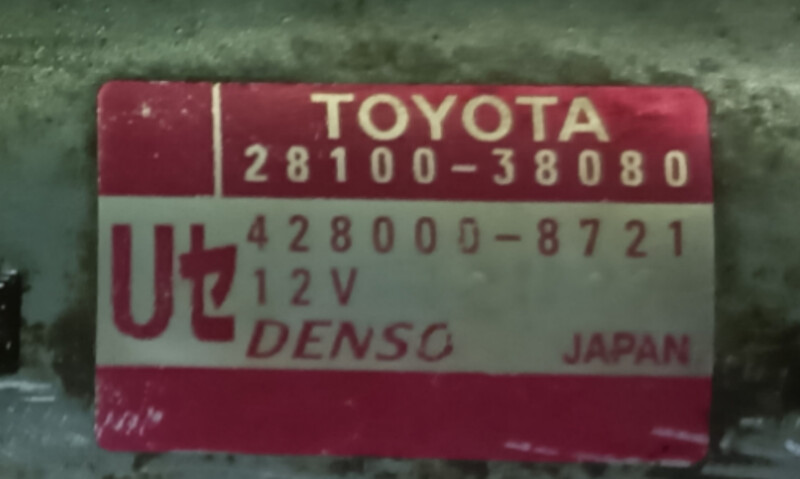 TOYOTA
28100-38080
428000-8721
Uセ
12V
DENSO JAPAN